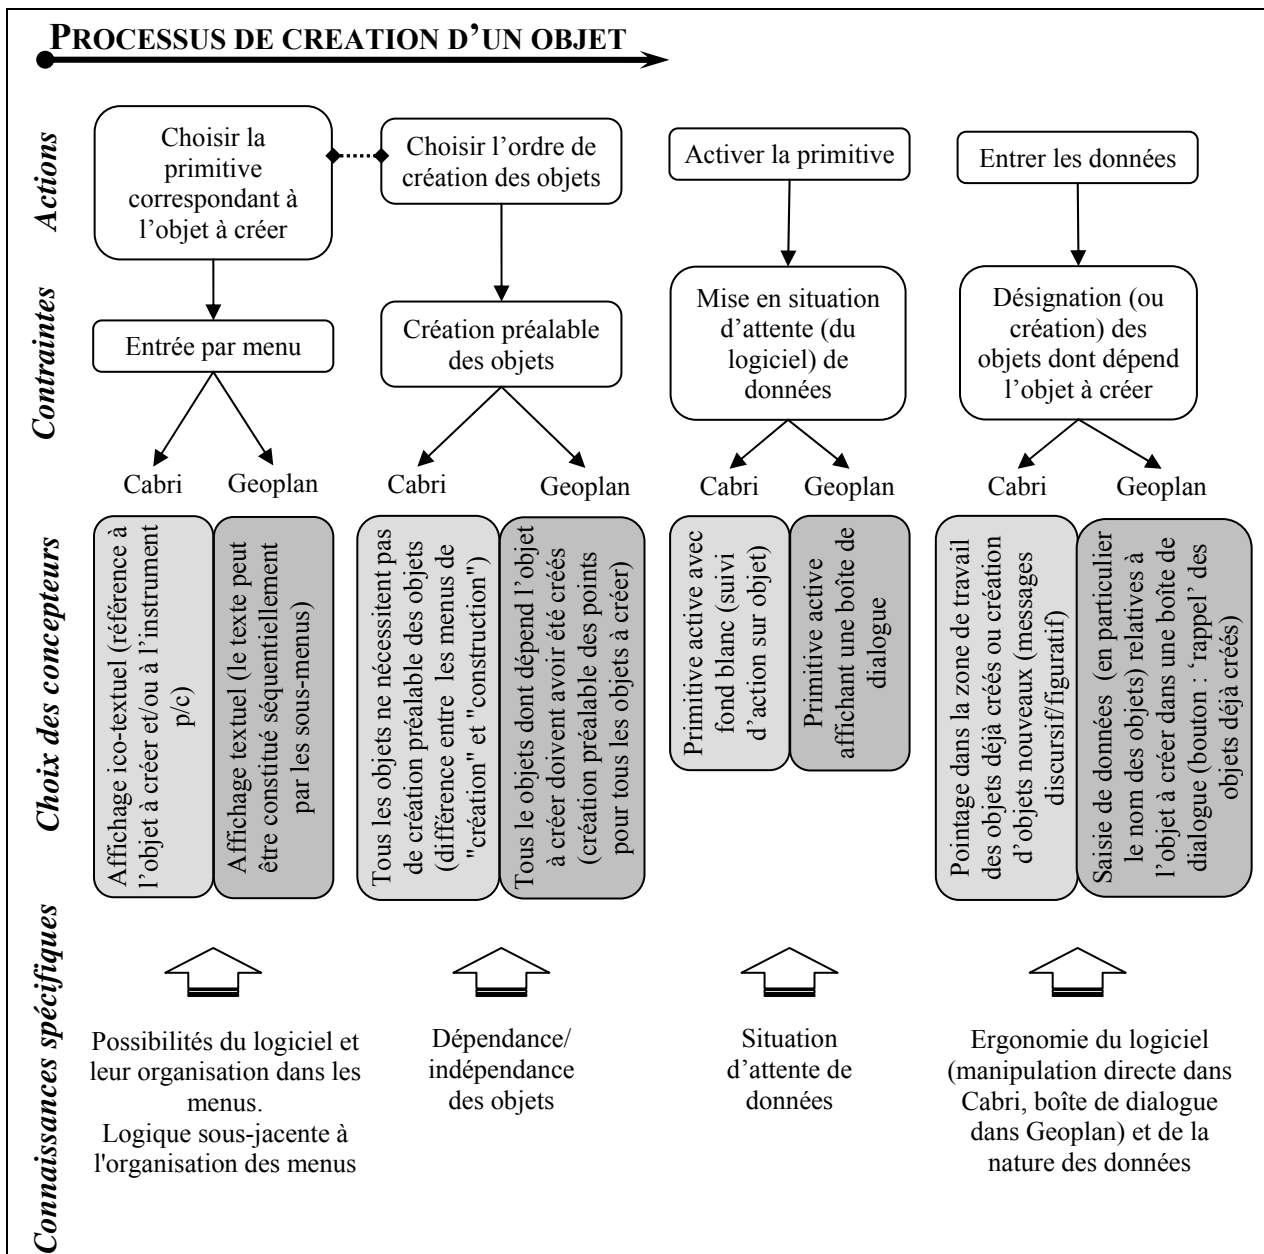 PROCESSUS DE CREATION D’UN OBJET
Actions
Choisir la
primitive
correspondant à
l’objet à créer
Choisir l’ordre de
création des objets
Activer la primitive
Entrer les données
Contraintes
Entrée par menu
Création préalable
des objets
Mise en situation
d’attente (du
logiciel) de
données
Désignation (ou
création) des
objets dont dépend
l’objet à créer
Cabri
Geoplan
Cabri
Geoplan
Cabri
Geoplan
Cabri
Geoplan
Choix des concepteurs
Affichage ico-textuel (référence à
l’objet à créer et/ou à l’instrument
p/c)
Affichage textuel (le texte peut
être constitué séquentiellement
par les sous-menus)
Tous les objets ne nécessitent pas
de création préalable des objets
(différence entre les menus de
"création" et "construction")
Tous le objets dont dépend l’objet
à créer doivent avoir été créés
(création préalable des points
pour tous les objets à créer)
Primitive active avec
fond blanc (suivi
d’action sur objet)
Primitive active
affichant une boîte de
dialogue
Pointage dans la zone de travail
des objets déjà créés ou création
d’objets nouveaux (messages
discursif/figuratif)
Saisie de données (en particulier
le nom des objets) relatives à
l’objet à créer dans une boîte de
dialogue (bouton : ‘rappel’ des
objets déjà créés)
Connaissances spécifiques
Possibilités du logiciel et
leur organisation dans les
menus.
Logique sous-jacente à
l'organisation des menus
Dépendance/
indépendance
des objets
Situation
d’attente de
données
Ergonomie du logiciel
(manipulation directe dans
Cabri, boîte de dialogue
dans Geoplan) et de la
nature des données